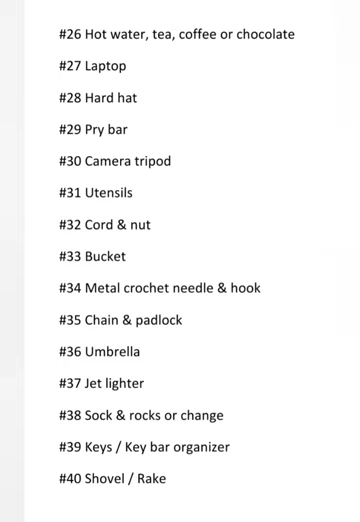 #26 Hot water, tea, coffee or chocolate
#27 Laptop
#28 Hard hat
#29 Pry bar
#30 Camera tripod
#31 Utensils
#32 Cord & nut
#33 Bucket
#34 Metal crochet needle & hook
#35 Chain & padlock
#36 Umbrella
#37 Jet lighter
#38 Sock & rocks or change
#39 Keys / Key bar organizer
#40 Shovel / Rake